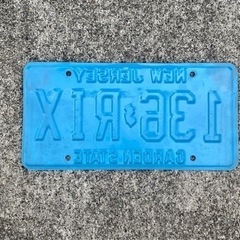 NEW JERSEY
136 RIX
GARDEN STATE